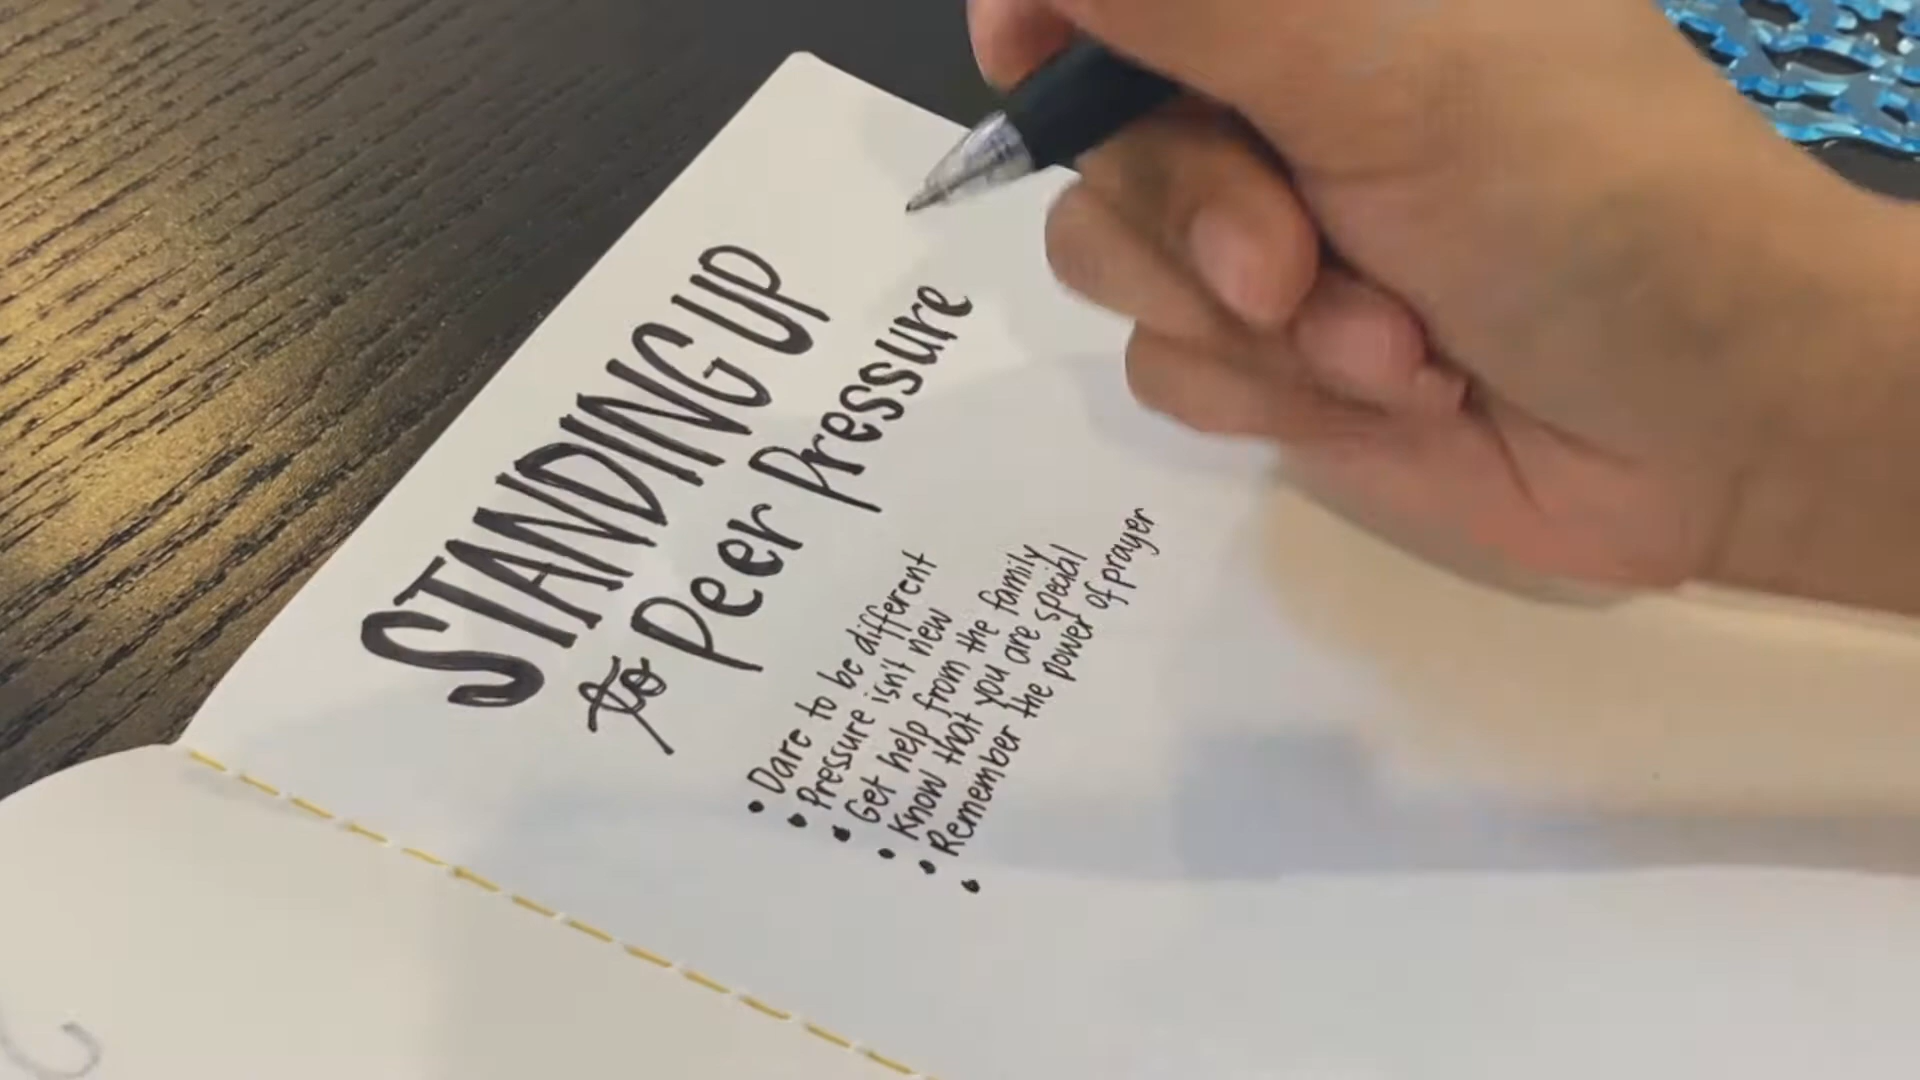 STANDING UP
to Peer Pressure
• Dare to be different
• Pressure isn't new
• Get help from the family
• Know that you are special
• Remember the power of prayer
•